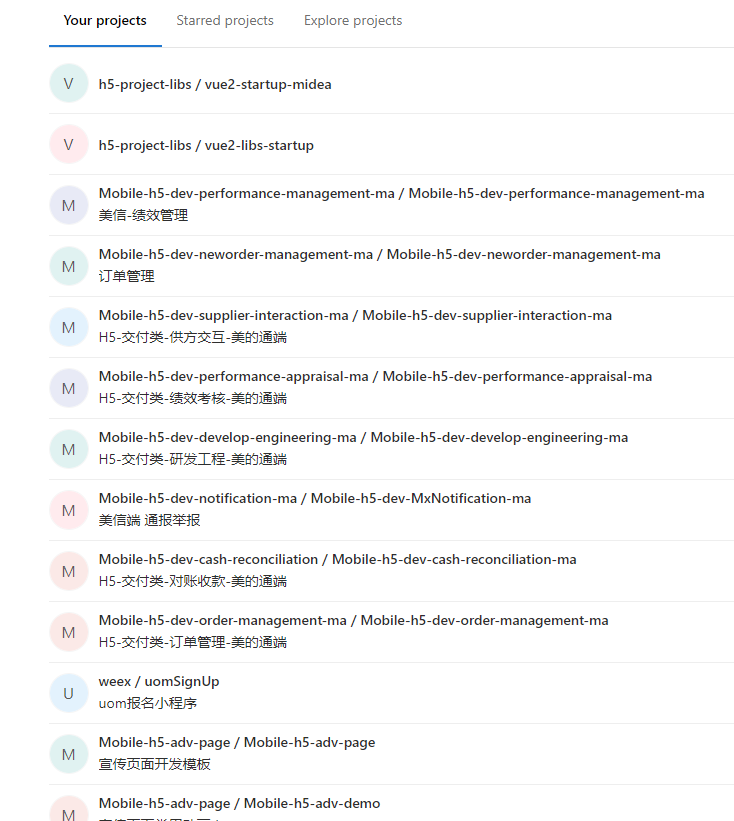 Your projects Starred projects Explore projects
V h5-project-libs / vue2-startup-midea
V h5-project-libs / vue2-libs-startup
M Mobile-h5-dev-performance-management-ma / Mobile-h5-dev-performance-management-ma
美信-绩效管理
M Mobile-h5-dev-neworder-management-ma / Mobile-h5-dev-neworder-management-ma
订单管理
M Mobile-h5-dev-supplier-interaction-ma / Mobile-h5-dev-supplier-interaction-ma
H5-交付类-供方交互-美的通端
M Mobile-h5-dev-performance-appraisal-ma / Mobile-h5-dev-performance-appraisal-ma
H5-交付类-绩效考核-美的通端
M Mobile-h5-dev-develop-engineering-ma / Mobile-h5-dev-develop-engineering-ma
H5-交付类-研发工程-美的通端
M Mobile-h5-dev-notification-ma / Mobile-h5-dev-MxNotification-ma
美信端 通报举报
M Mobile-h5-dev-cash-reconciliation / Mobile-h5-dev-cash-reconciliation-ma
H5-交付类-对账收款-美的通端
M Mobile-h5-dev-order-management-ma / Mobile-h5-dev-order-management-ma
H5-交付类-订单管理-美的通端
U weex / uomSignUp
uom报名小程序
M Mobile-h5-adv-page / Mobile-h5-adv-page
宣传页面开发模板
M Mobile-h5-adv-page / Mobile-h5-adv-demo